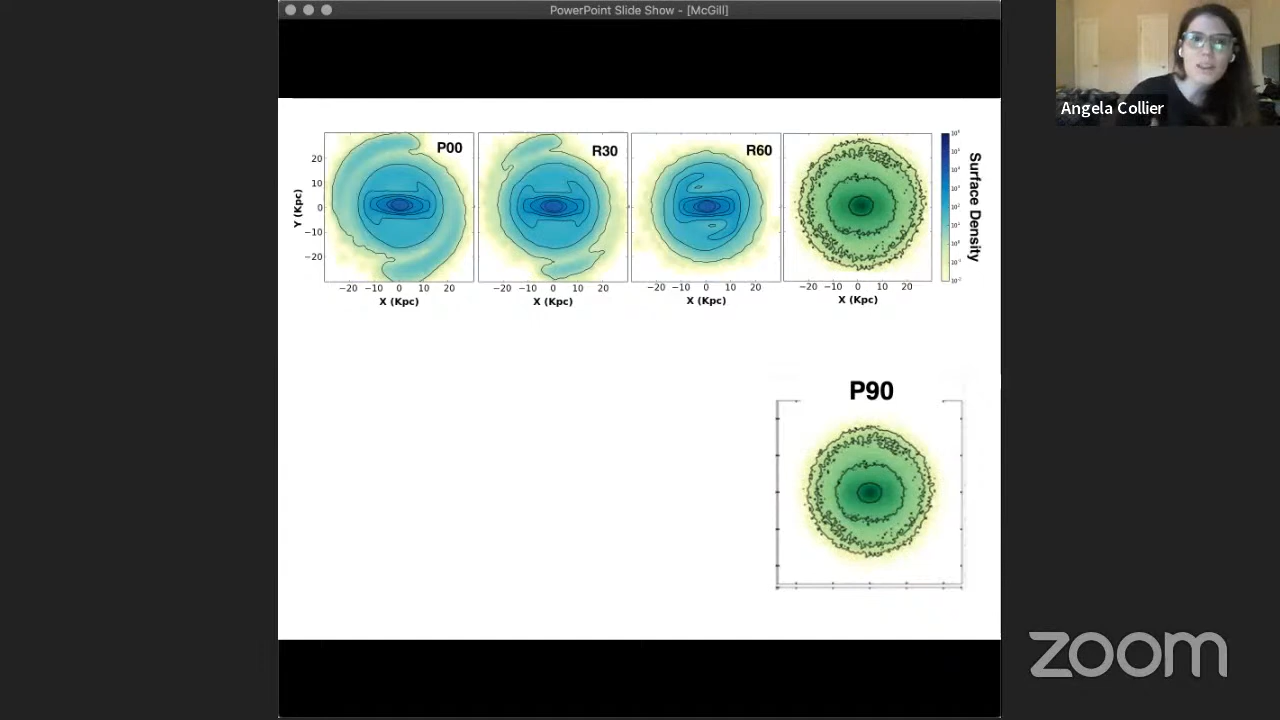 PowerPoint Slide Show - [McGill]
Angela Collier
P00
R30
R60
20
10
0
−10
−20
Y (Kpc)
Surface Density
−20 −10 0 10 20
−20 −10 0 10 20
−20 −10 0 10 20
−20 −10 0 10 20
X (Kpc)
X (Kpc)
X (Kpc)
X (Kpc)
P90
zoom